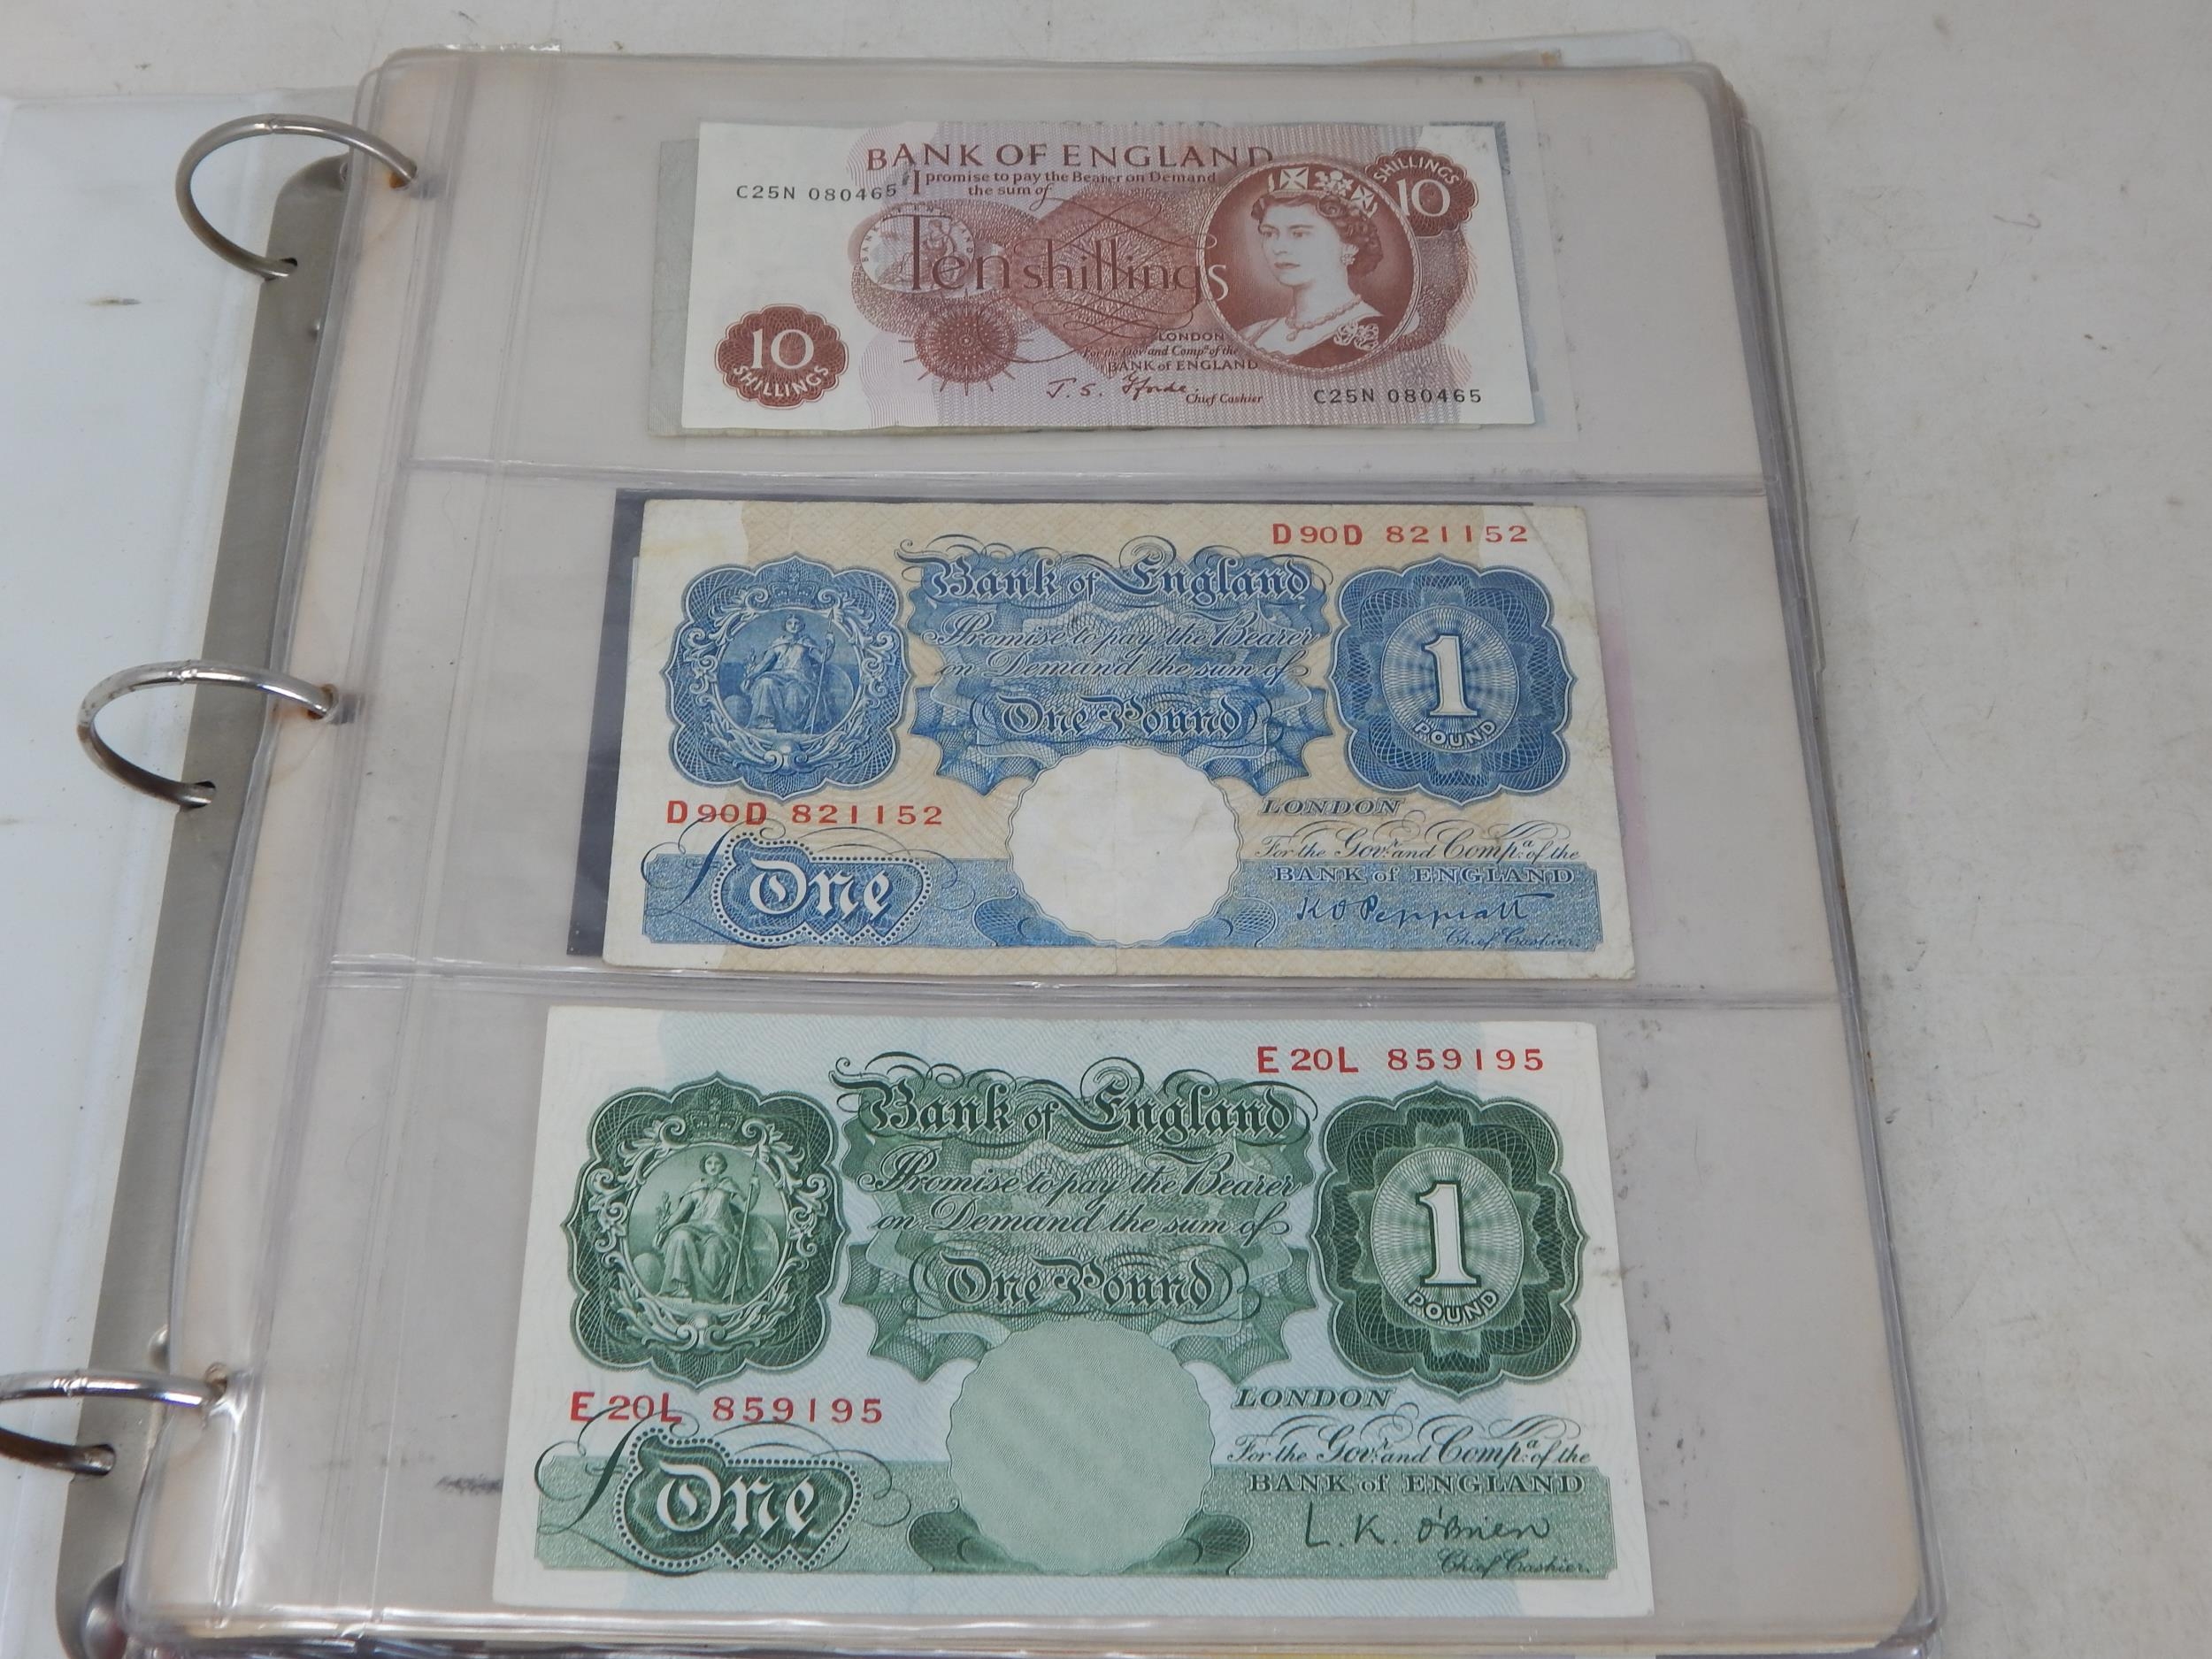 BANK OF ENGLAND
I promise to pay the Bearer on Demand
the sum of
C25N 080465
SHILLINGS
10
Ten shillings
LONDON
For the Govr and Compa of the
BANK of ENGLAND
J. S. Fforde.
Chief Cashier
10
SHILLINGS
C25N 080465
D90D 821152
Bank of England
Promise to pay the Bearer
on Demand the sum of
One Pound
1
POUND
D90D 821152
LONDON
For the Govr. and Compa. of the
BANK of ENGLAND
K O Peppiatt
Chief Cashier.
£ One
E20L 859195
Bank of England
Promise to pay the Bearer
on Demand the sum of
One Pound
1
POUND
E20L 859195
LONDON
For the Govr. and Compa. of the
BANK of ENGLAND
L. K. O'Brien
Chief Cashier.
£ One